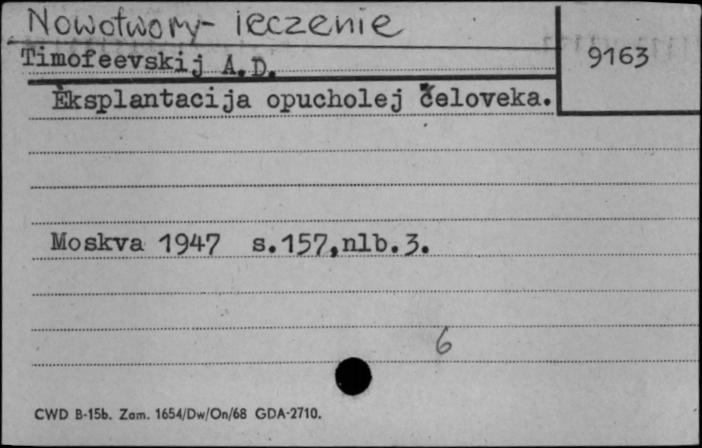 Nowotwory - leczenie
Timofeevskij A.D.
9163
Èksplantacija opucholej čeloveka.
Moskva 1947 s.157,nlb.3.
6
CWD B-15b. Zam. 1654/Dw/On/68 GDA-2710.